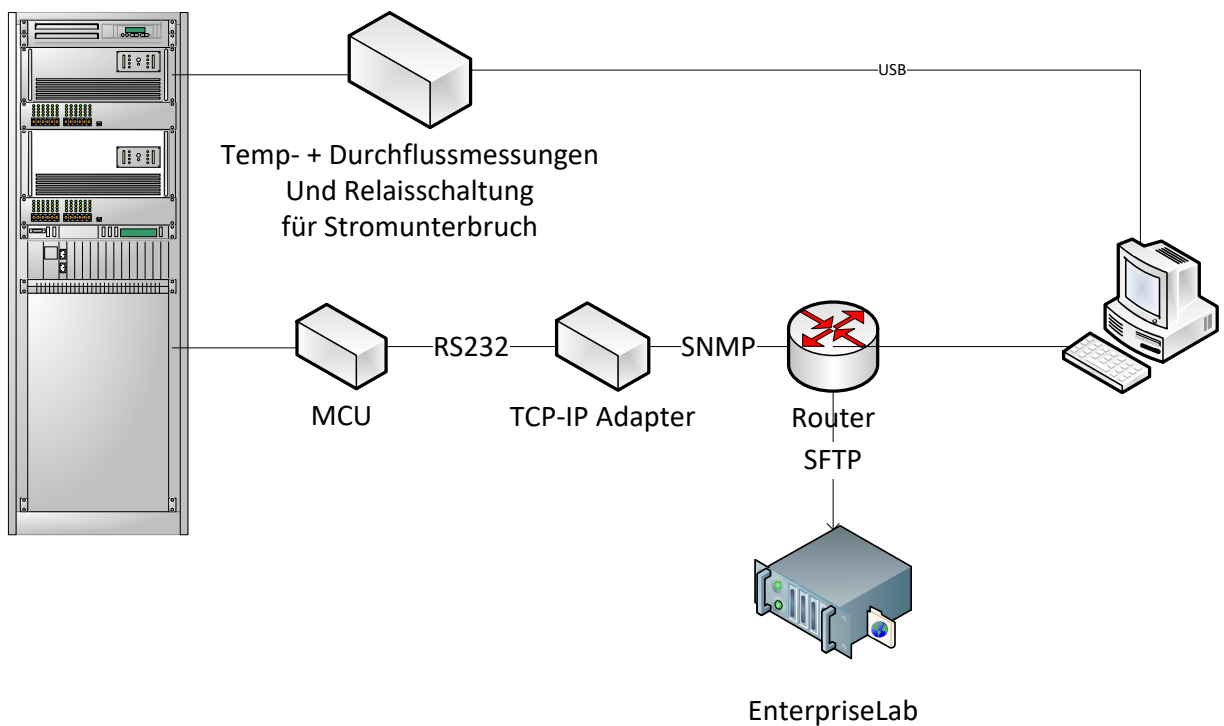 USB
Temp- + Durchflussmessungen
Und Relaisschaltung
für Stromunterbruch
RS232
SNMP
MCU
TCP-IP Adapter
Router
SFTP
EnterpriseLab